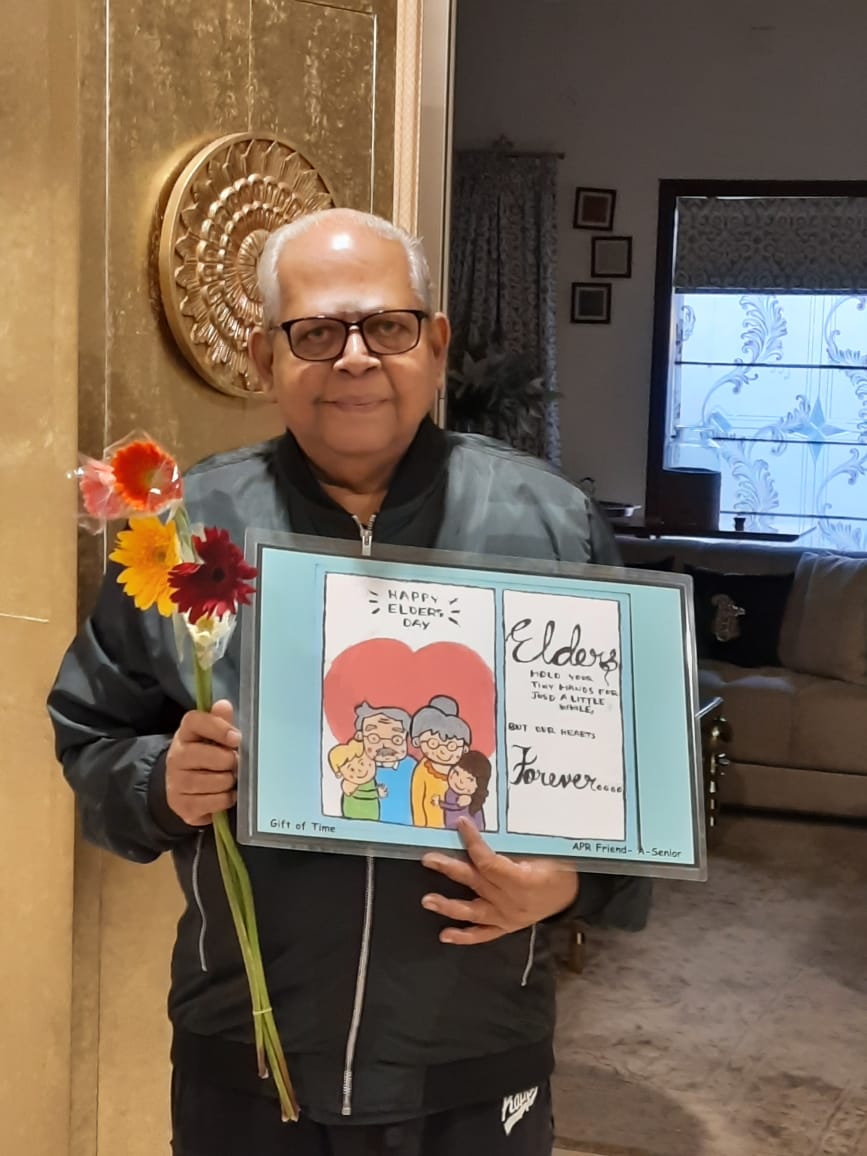 HAPPY
ELDERS
DAY
Elders
HOLD YOUR
TINY HANDS FOR
JUST A LITTLE
WHILE,
BUT OUR HEARTS
Forever.....
Gift of Time
APR Friend- A-Senior